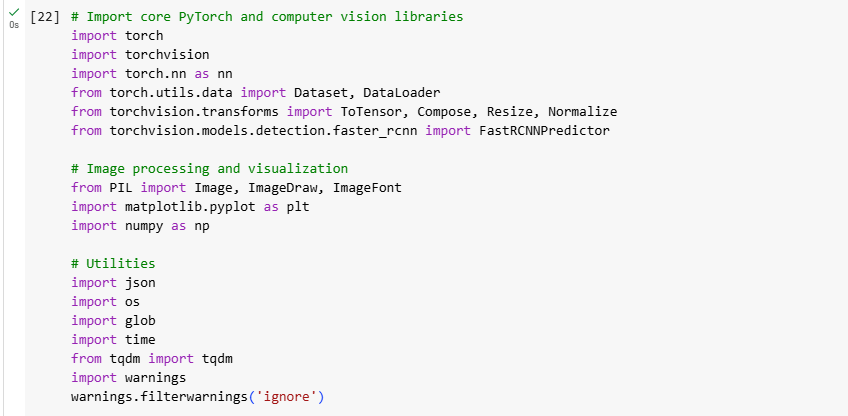 [22] # Import core PyTorch and computer vision libraries
import torch
import torchvision
import torch.nn as nn
from torch.utils.data import Dataset, DataLoader
from torchvision.transforms import ToTensor, Compose, Resize, Normalize
from torchvision.models.detection.faster_rcnn import FastRCNNPredictor
# Image processing and visualization
from PIL import Image, ImageDraw, ImageFont
import matplotlib.pyplot as plt
import numpy as np
# Utilities
import json
import os
import glob
import time
from tqdm import tqdm
import warnings
warnings.filterwarnings('ignore')
0s